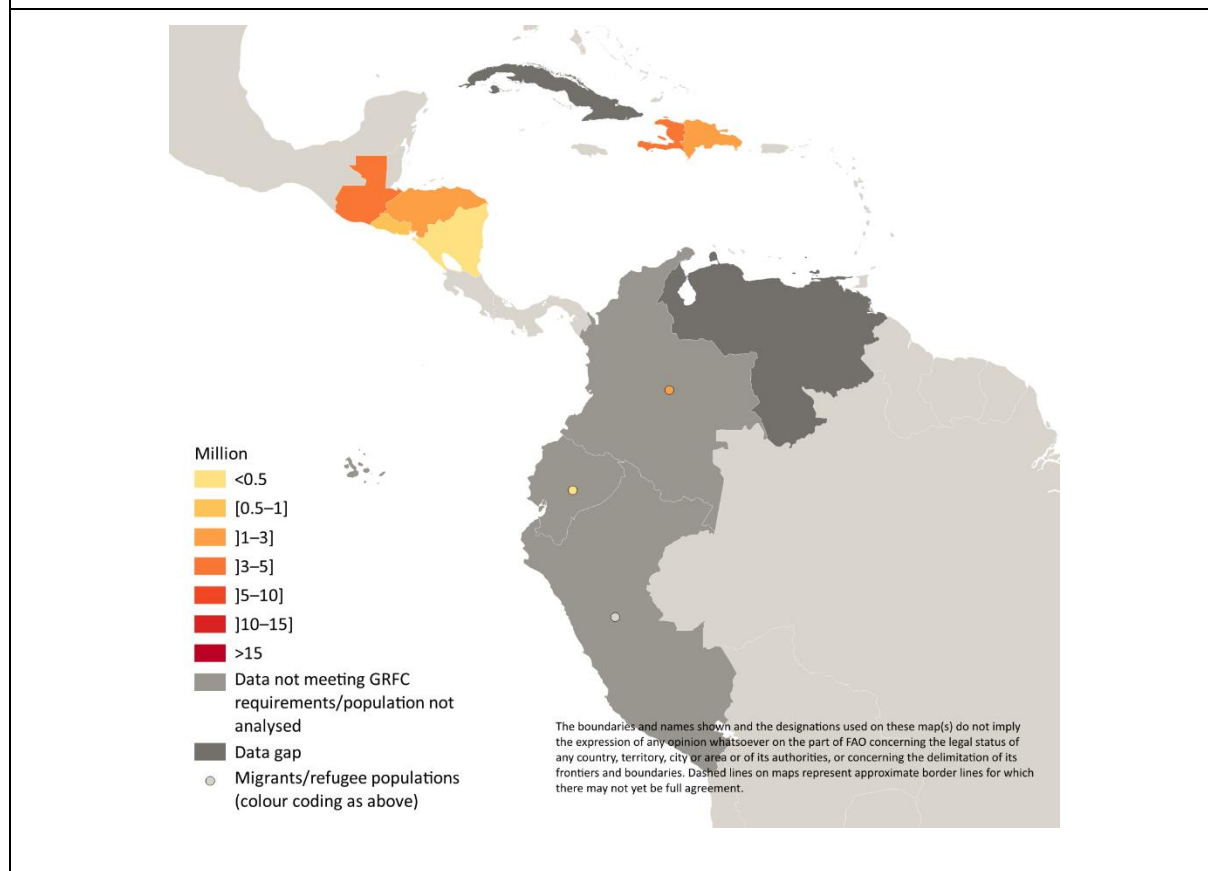 Million
<0.5
[0.5–1]
]1–3]
]3–5]
]5–10]
]10–15]
>15
Data not meeting GRFC
requirements/population not
analysed
Data gap
Migrants/refugee populations
(colour coding as above)
The boundaries and names shown and the designations used on these map(s) do not imply
the expression of any opinion whatsoever on the part of FAO concerning the legal status of
any country, territory, city or area or of its authorities, or concerning the delimitation of its
frontiers and boundaries. Dashed lines on maps represent approximate border lines for which
there may not yet be full agreement.